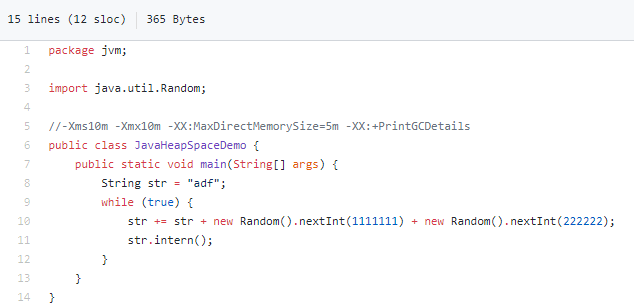 15 lines (12 sloc) 365 Bytes
1 package jvm;
2
3 import java.util.Random;
4
5 //-Xms10m -Xmx10m -XX:MaxDirectMemorySize=5m -XX:+PrintGCDetails
6 public class JavaHeapSpaceDemo {
7 public static void main(String[] args) {
8 String str = "adf";
9 while (true) {
10 str += str + new Random().nextInt(1111111) + new Random().nextInt(222222);
11 str.intern();
12 }
13 }
14 }